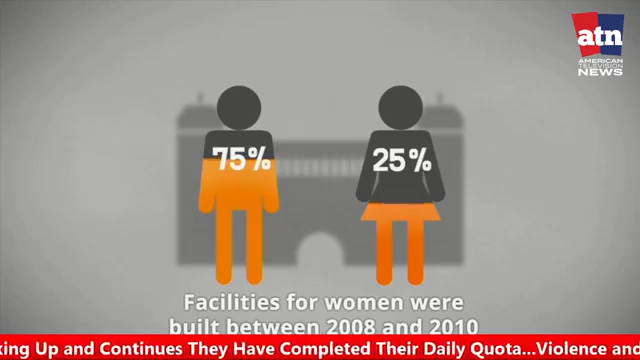 atn
AMERICAN
TELEVISION
NEWS
75%
25%
Facilities for women were
built between 2008 and 2010
Up and Continues They Have Completed Their Daily Quota...Violence and